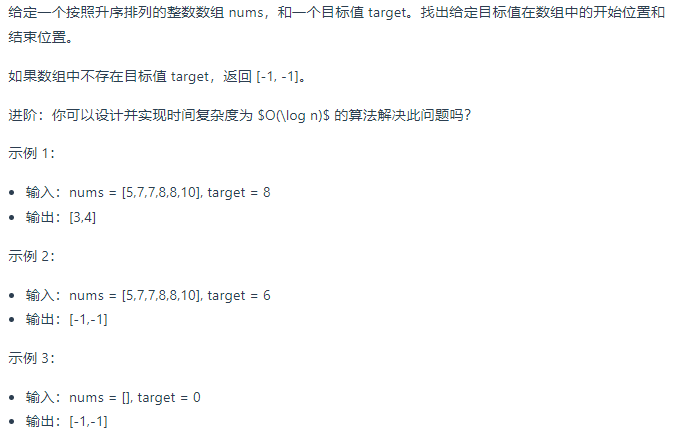 给定一个按照升序排列的整数数组 nums，和一个目标值 target。找出给定目标值在数组中的开始位置和
结束位置。
如果数组中不存在目标值 target，返回 [-1, -1]。
进阶：你可以设计并实现时间复杂度为 $O(\log n)$ 的算法解决此问题吗？
示例 1：
• 输入：nums = [5,7,7,8,8,10], target = 8
• 输出：[3,4]
示例 2：
• 输入：nums = [5,7,7,8,8,10], target = 6
• 输出：[-1,-1]
示例 3：
• 输入：nums = [], target = 0
• 输出：[-1,-1]